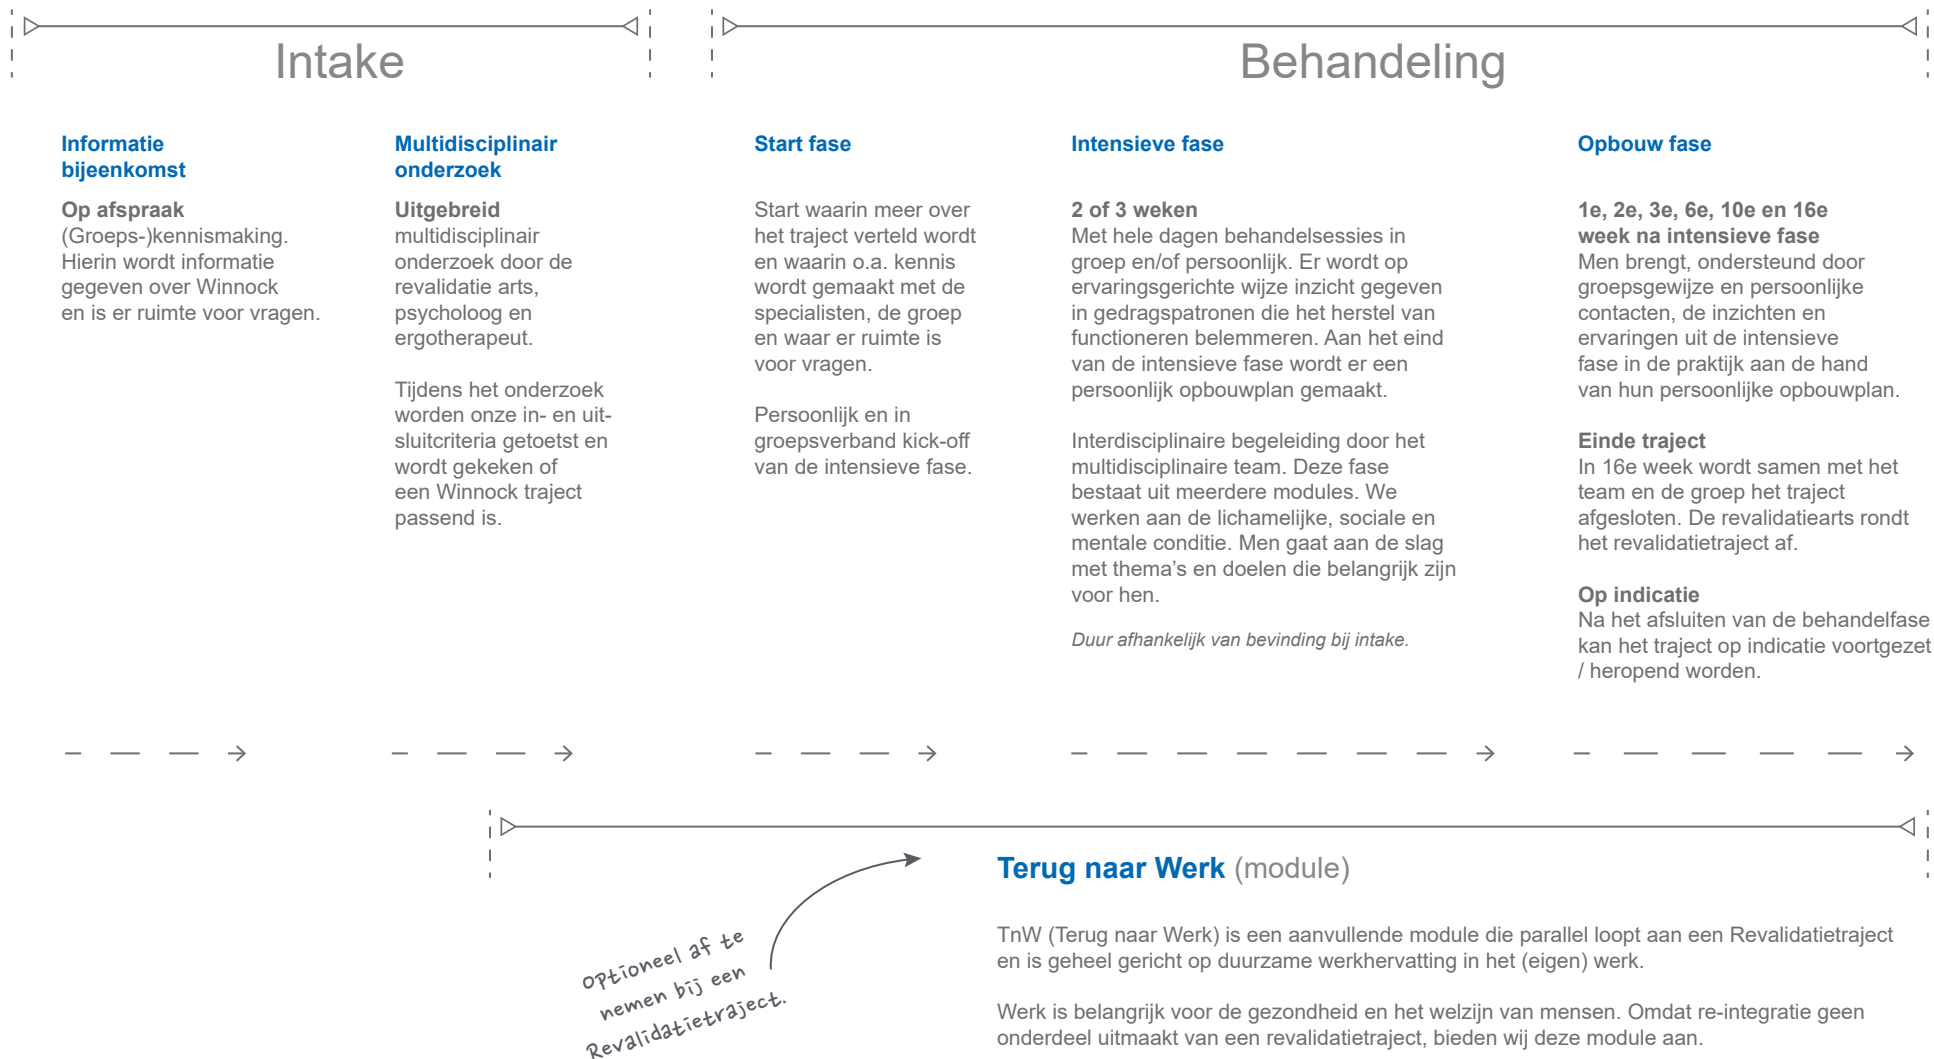 Intake
Behandeling
Informatie
bijeenkomst
Op afspraak
(Groeps-)kennismaking.
Hierin wordt informatie
gegeven over Winnock
en is er ruimte voor vragen.
Multidisciplinair
onderzoek
Uitgebreid
multidisciplinair
onderzoek door de
revalidatie arts,
psycholoog en
ergotherapeut.
Tijdens het onderzoek
worden onze in- en uit-
sluitcriteria getoetst en
wordt gekeken of
een Winnock traject
passend is.
Start fase
Start waarin meer over
het traject verteld wordt
en waarin o.a. kennis
wordt gemaakt met de
specialisten, de groep
en waar er ruimte is
voor vragen.
Persoonlijk en in
groepsverband kick-off
van de intensieve fase.
Intensieve fase
2 of 3 weken
Met hele dagen behandelsessies in
groep en/of persoonlijk. Er wordt op
ervaringsgerichte wijze inzicht gegeven
in gedragspatronen die het herstel van
functioneren belemmeren. Aan het eind
van de intensieve fase wordt er een
persoonlijk opbouwplan gemaakt.
Interdisciplinaire begeleiding door het
multidisciplinaire team. Deze fase
bestaat uit meerdere modules. We
werken aan de lichamelijke, sociale en
mentale conditie. Men gaat aan de slag
met thema's en doelen die belangrijk zijn
voor hen.
Duur afhankelijk van bevinding bij intake.
Opbouw fase
1e, 2e, 3e, 6e, 10e en 16e
week na intensieve fase
Men brengt, ondersteund door
groepsgewijze en persoonlijke
contacten, de inzichten en
ervaringen uit de intensieve
fase in de praktijk aan de hand
van hun persoonlijke opbouwplan.
Einde traject
In 16e week wordt samen met het
team en de groep het traject
afgesloten. De revalidatiearts rondt
het revalidatietraject af.
Op indicatie
Na het afsluiten van de behandelfase
kan het traject op indicatie voortgezet
/ heropend worden.
Optioneel af te
nemen bij een
Revalidatietraject.
Terug naar Werk (module)
TnW (Terug naar Werk) is een aanvullende module die parallel loopt aan een Revalidatietraject
en is geheel gericht op duurzame werkhervatting in het (eigen) werk.
Werk is belangrijk voor de gezondheid en het welzijn van mensen. Omdat re-integratie geen
onderdeel uitmaakt van een revalidatietraject, bieden wij deze module aan.